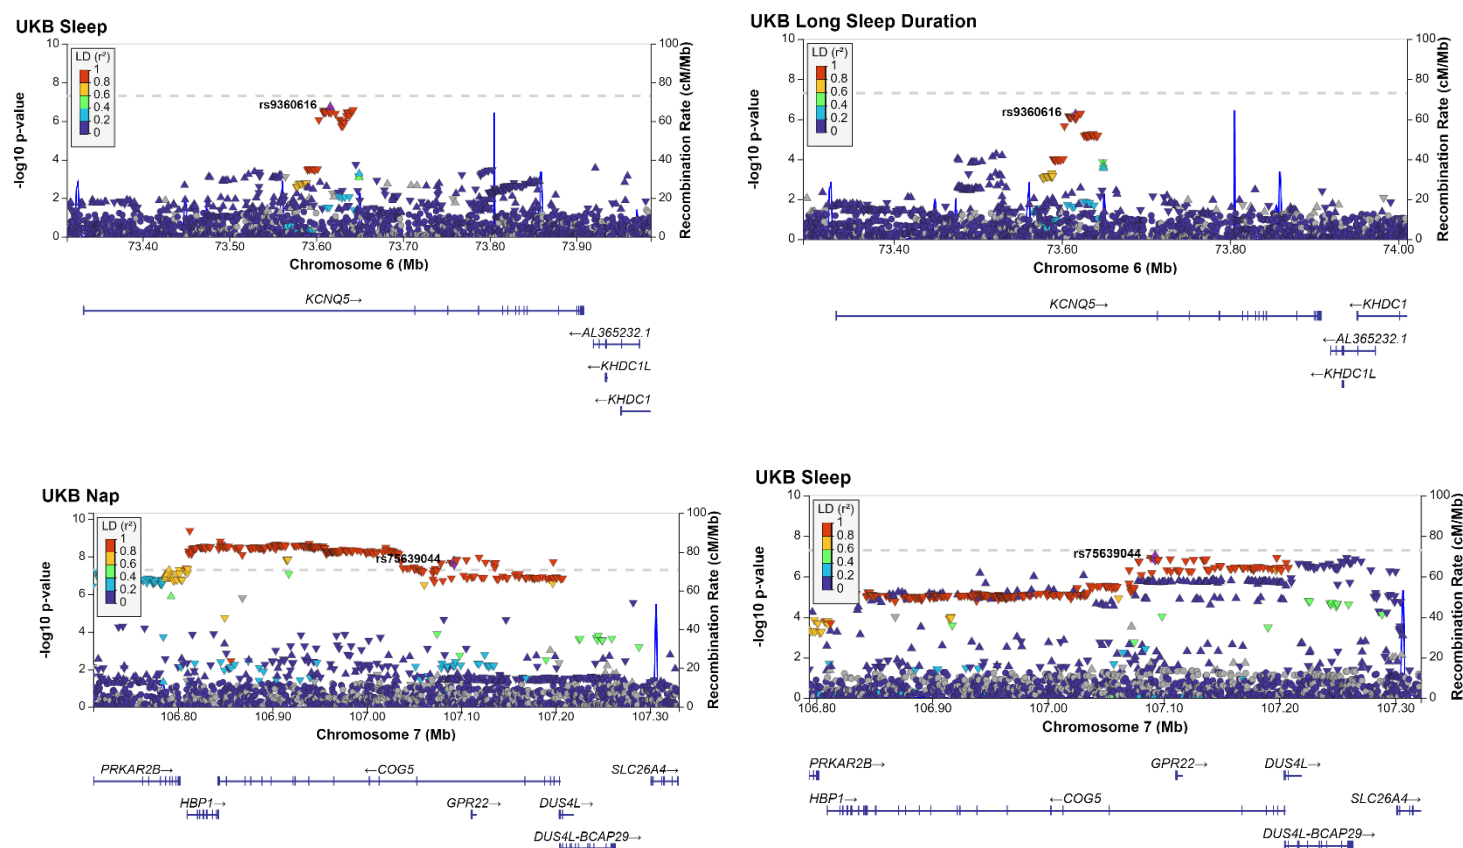 UKB Sleep
10
8
6
4
2
0
-log10 p-value
LD (r²)
1
0.8
0.6
0.4
0.2
0
rs9360616
100
80
60
40
20
0
Recombination Rate (cM/Mb)
73.40
73.50
73.60
73.70
73.80
73.90
Chromosome 6 (Mb)
KCNQ5→
←AL365232.1
←KHDC1L
←KHDC1
UKB Long Sleep Duration
10
8
6
4
2
0
-log10 p-value
LD (r²)
1
0.8
0.6
0.4
0.2
0
rs9360616
100
80
60
40
20
0
Recombination Rate (cM/Mb)
73.40
73.60
73.80
74.00
Chromosome 6 (Mb)
KCNQ5→
←KHDC1
←AL365232.1
←KHDC1L
UKB Nap
10
8
6
4
2
0
-log10 p-value
LD (r²)
1
0.8
0.6
0.4
0.2
0
rs75639044
100
80
60
40
20
0
Recombination Rate (cM/Mb)
106.80
106.90
107.00
107.10
107.20
107.30
Chromosome 7 (Mb)
PRKAR2B→
←COG5
SLC26A4→
HBP1→
GPR22→
DUS4L→
DUS4L-BCAP29→
UKB Sleep
10
8
6
4
2
0
-log10 p-value
LD (r²)
1
0.8
0.6
0.4
0.2
0
rs75639044
100
80
60
40
20
0
Recombination Rate (cM/Mb)
106.80
106.90
107.00
107.10
107.20
107.30
Chromosome 7 (Mb)
PRKAR2B→
GPR22→
DUS4L→
HBP1→
←COG5
SLC26A4→
DUS4L-BCAP29→